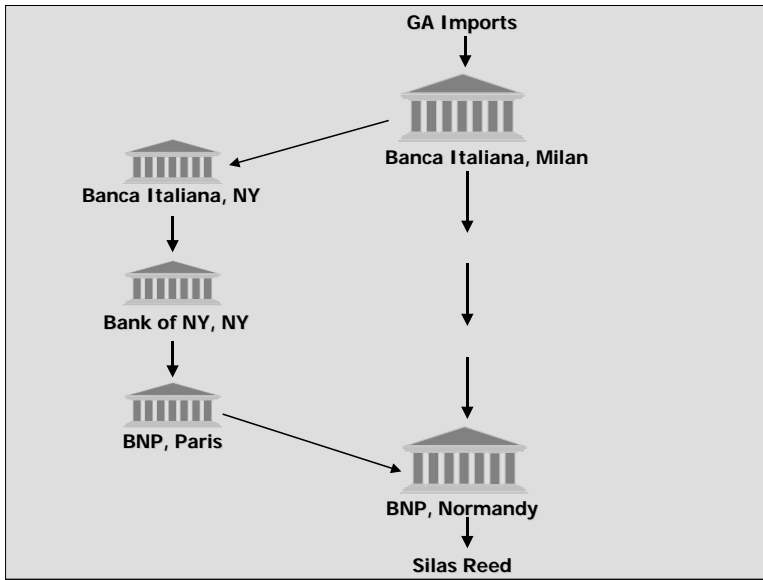 GA Imports
Banca Italiana, Milan
Banca Italiana, NY
Bank of NY, NY
BNP, Paris
BNP, Normandy
Silas Reed